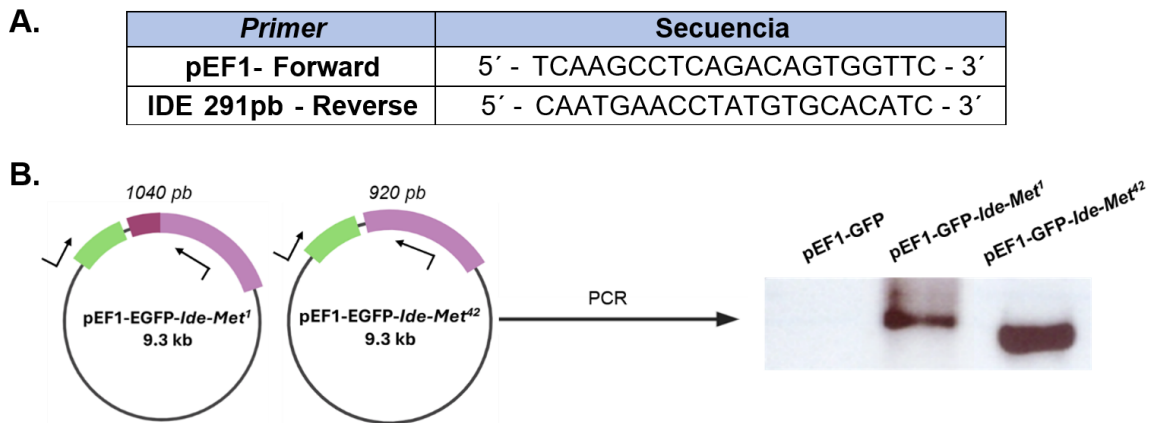 A.
Primer Secuencia
pEF1- Forward 5´ - TCAAGCCTCAGACAGTGGTTC - 3´
IDE 291pb - Reverse 5´ - CAATGAACCTATGTGCACATC - 3´
B.
1040 pb
920 pb
pEF1-EGFP-Ide-Met¹
9.3 kb
pEF1-EGFP-Ide-Met⁴²
9.3 kb
PCR
pEF1-GFP
pEF1-GFP-Ide-Met¹
pEF1-GFP-Ide-Met⁴²